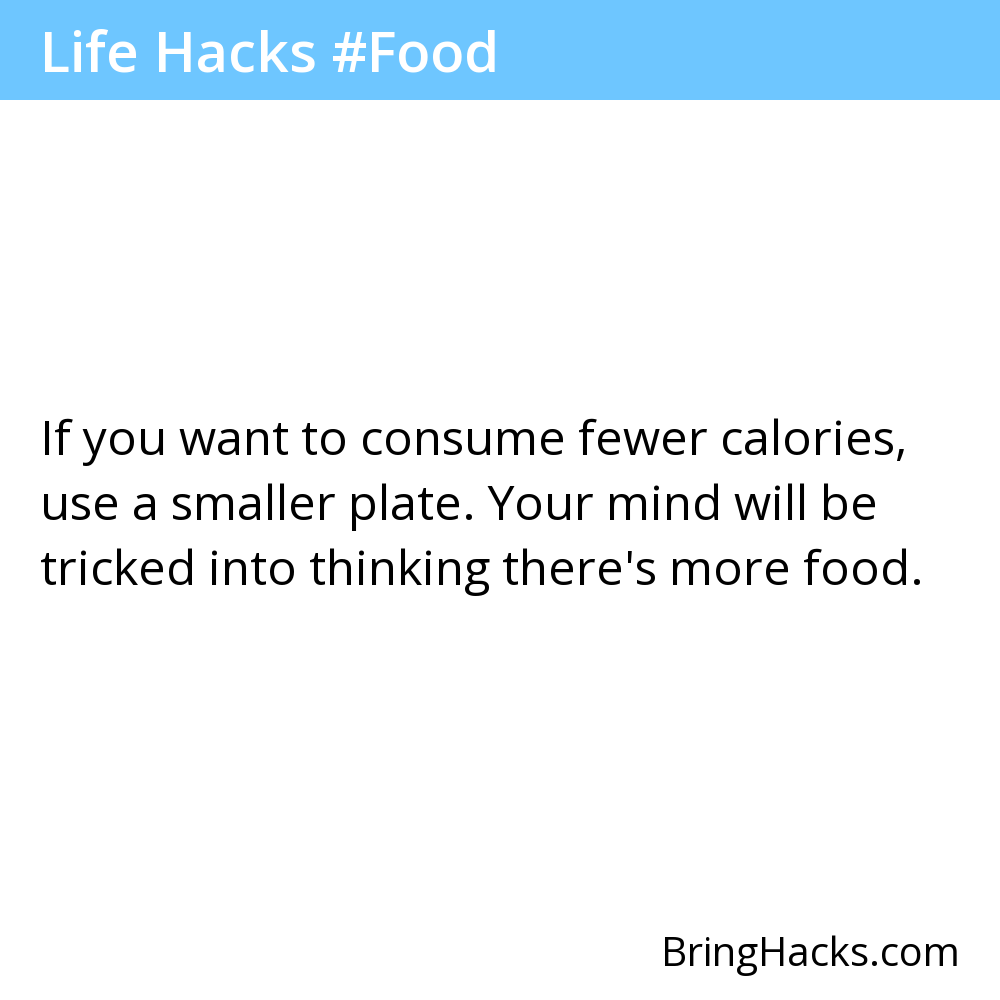 Life Hacks #Food
If you want to consume fewer calories,
use a smaller plate. Your mind will be
tricked into thinking there's more food.
BringHacks.com